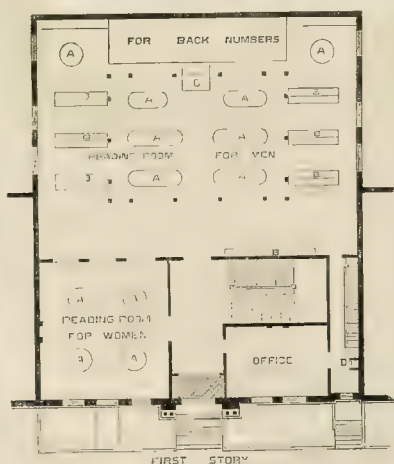 FOR BACK NUMBERS
A
A
C
A
A
A
A
READING ROOM FOR MEN
A
A
B
B
A
READING ROOM
FOR WOMEN
A
OFFICE
FIRST STORY